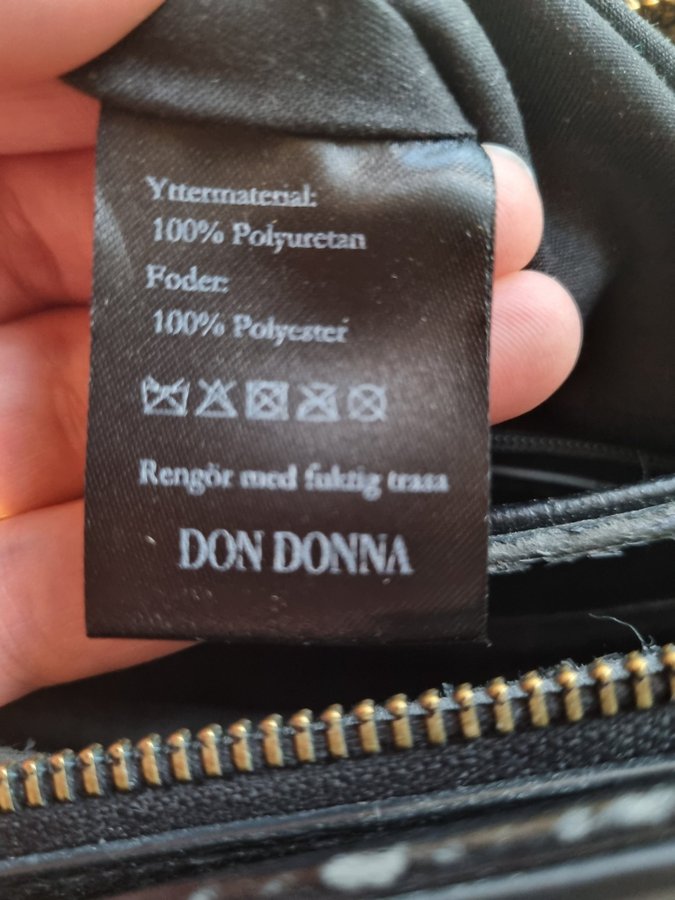 Yttermaterial:
100% Polyuretan
Foder:
100% Polyester
Rengör med fuktig trasa
DON DONNA